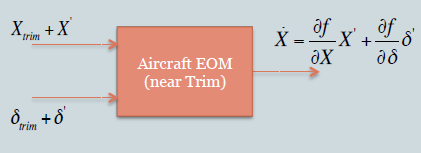 X_trim + X'
Aircraft EOM
(near Trim)
Ẋ = ∂f/∂X X' + ∂f/∂δ δ'
δ_trim + δ'